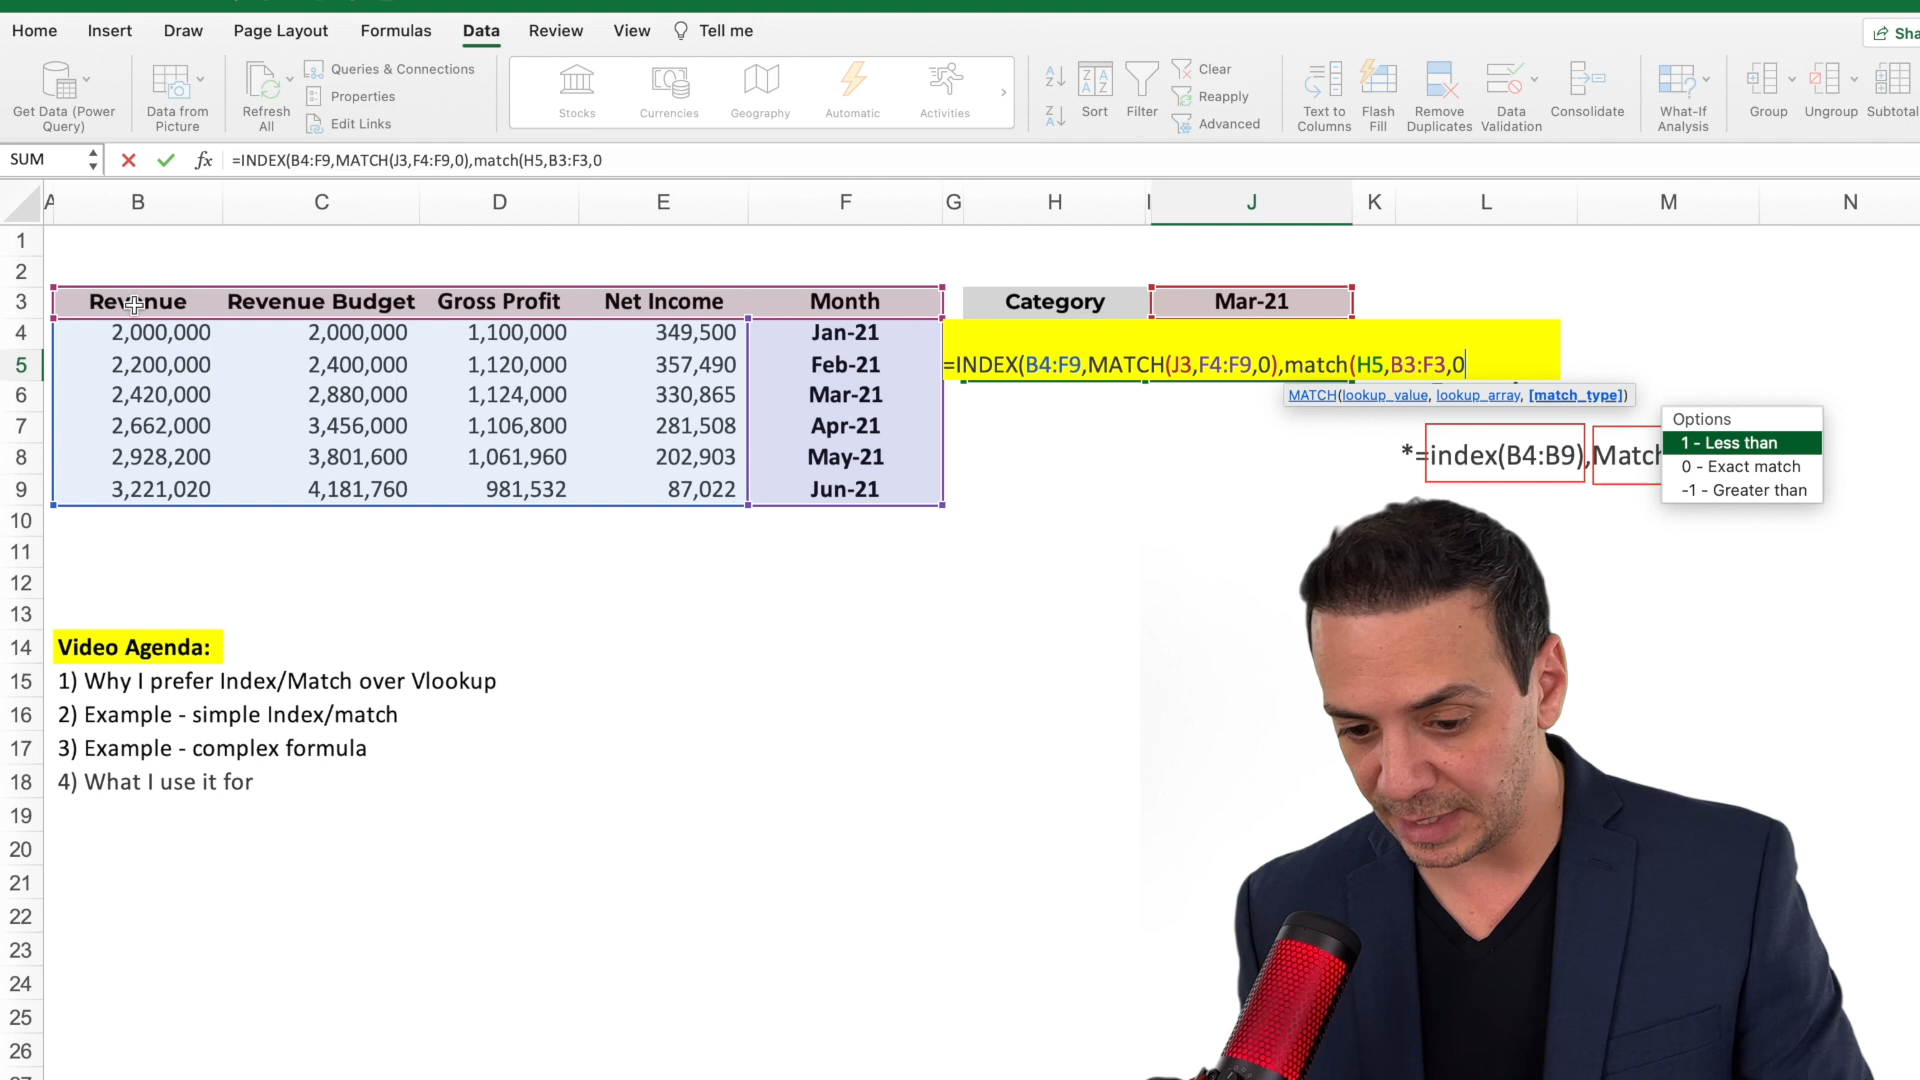 Home Insert Draw Page Layout Formulas Data Review View Tell me
Sha
Get Data (Power Query)
Data from Picture
Refresh All
Queries & Connections
Properties
Edit Links
Stocks Currencies Geography Automatic Activities
Sort
Filter
Clear
Reapply
Advanced
Text to Columns
Flash Fill
Remove Duplicates
Data Validation
Consolidate
What-If Analysis
Group
Ungroup
Subtotal
SUM fx =INDEX(B4:F9,MATCH(J3,F4:F9,0),match(H5,B3:F3,0
A B C D E F G H I J K L M N
1
2
3 Revenue Revenue Budget Gross Profit Net Income Month Category Mar-21
4 2,000,000 2,000,000 1,100,000 349,500 Jan-21
5 2,200,000 2,400,000 1,120,000 357,490 Feb-21 =INDEX(B4:F9,MATCH(J3,F4:F9,0),match(H5,B3:F3,0
MATCH(lookup_value, lookup_array, [match_type])
6 2,420,000 2,880,000 1,124,000 330,865 Mar-21
7 2,662,000 3,456,000 1,106,800 281,508 Apr-21
Options
1 - Less than
0 - Exact match
-1 - Greater than
8 2,928,200 3,801,600 1,061,960 202,903 May-21 *=index(B4:B9),Match
9 3,221,020 4,181,760 981,532 87,022 Jun-21
10
11
12
13
14 Video Agenda:
15 1) Why I prefer Index/Match over Vlookup
16 2) Example - simple Index/match
17 3) Example - complex formula
18 4) What I use it for
19
20
21
22
23
24
25
26